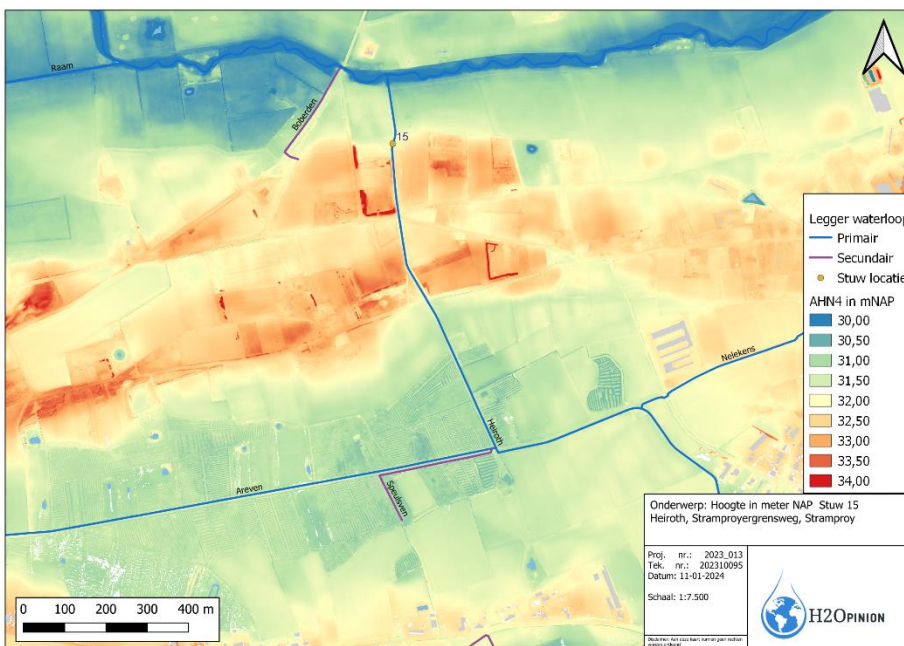 Raam
Boberden
15
Legger waterloop
Primair
Secundair
Stuw locatie
AHN4 in mNAP
30,00
30,50
31,00
31,50
32,00
32,50
33,00
33,50
34,00
Nelekens
Heiroth
Areven
Speulsven
Onderwerp: Hoogte in meter NAP Stuw 15
Heiroth, Stramproyergrensweg, Stramproy
Proj. nr.: 2023_013
Tek. nr.: 202310095
Datum: 11-01-2024
Schaal: 1:7.500
H2OPINION
0 100 200 300 400 m